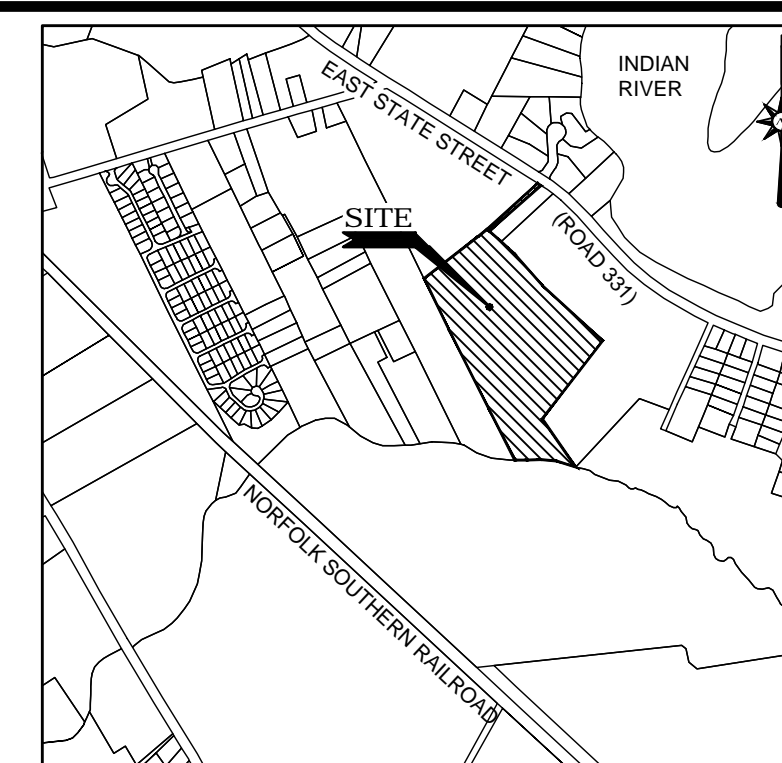 INDIAN
RIVER
EAST STATE STREET
SITE
(ROAD 331)
NORFOLK SOUTHERN RAILROAD